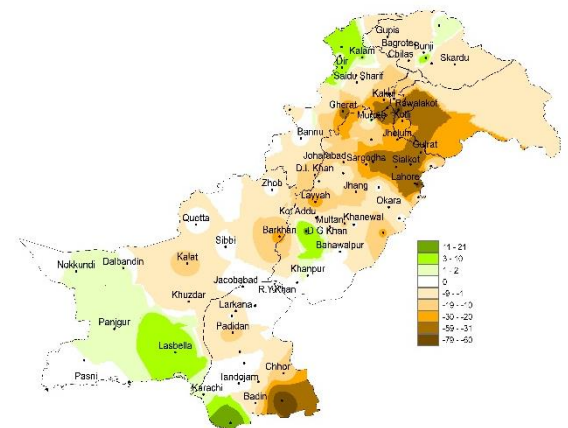 Gupis
Bagrote
Bunji
Chilas
Kalam
Skardu
Dir
Saidu Sharif
Kakul
Gherat
Rawalakot
Murree
Kotli
Bannu
Jhelum
Gujrat
Joharabad
Sargodha
Sialkot
D.I. Khan
Lahore
Zhob
Jhang
Layyah
Okara
Quetta
Kot Addu
Multan
Khanewal
Barkhan
D G Khan
Sibbi
Bahawalpur
Kalat
Nokkundi
Dalbandin
Khanpur
Jacobabad
R.Y.Khan
Khuzdar
Larkana
Panjgur
Padidan
Lasbella
Chhor
Pasni
Tandojam
Karachi
Badin
11 - 21
3 - 10
1 - 2
0
-9 - -1
-19 - -10
-30 - -20
-59 - -31
-79 - -60